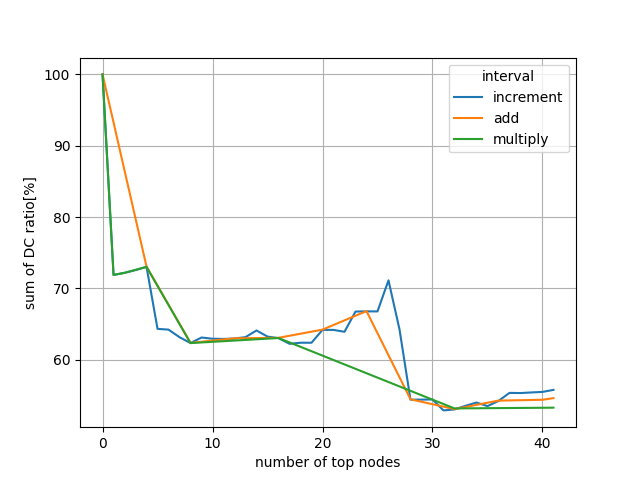 interval
increment
add
multiply
100
90
80
70
60
sum of DC ratio[%]
0 10 20 30 40
number of top nodes